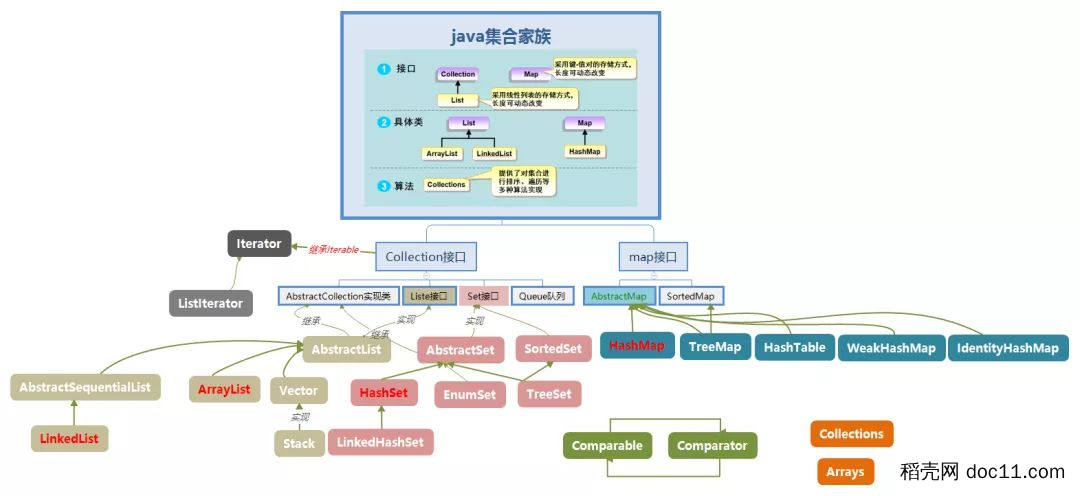 java集合家族
1 接口
Collection
Map
采用键-值对的存储方式，
长度可动态改变
List
采用线性列表的存储方式，
长度可动态改变
2 具体类
List
Map
ArrayList
LinkedList
HashMap
3 算法
Collections
提供了对集合进
行排序、遍历等
多种算法实现
Iterator
继承Iterable
Collection接口
map接口
ListIterator
AbstractCollection实现类
Liste接口
Set接口
Queue队列
AbstractMap
SortedMap
继承
实现
继承
实现
AbstractList
AbstractSet
SortedSet
HashMap
TreeMap
HashTable
WeakHashMap
IdentityHashMap
AbstractSequentialList
ArrayList
Vector
HashSet
EnumSet
TreeSet
实现
LinkedList
Stack
LinkedHashSet
Comparable
Comparator
Collections
Arrays
稻壳网 doc11.com